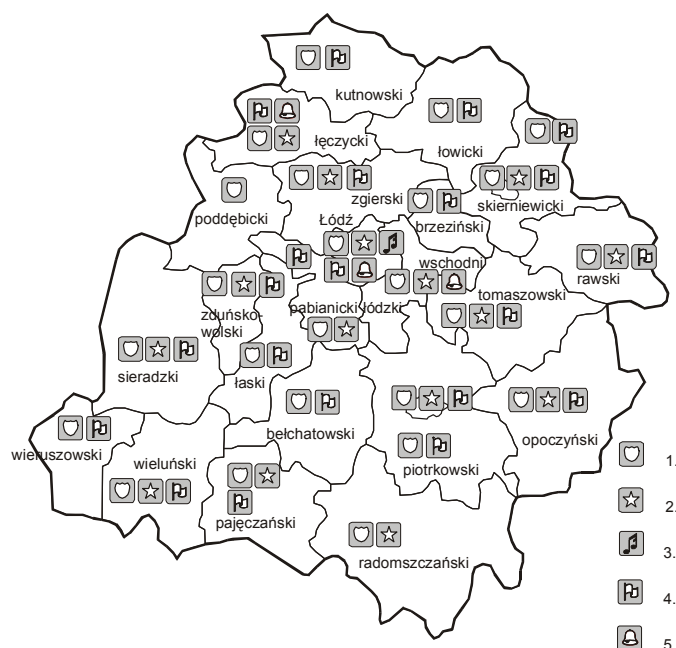 kutnowski
łęczycki
łowicki
zgierski
skierniewicki
poddębicki
brzeziński
Łódź
wschodni
rawski
zduńsko-
wolski
pabianicki
łódzki
tomaszowski
sieradzki
łaski
bełchatowski
opoczyński
wieruszowski
wieluński
piotrkowski
pajęczański
radomszczański
1.
2.
3.
4.
5.